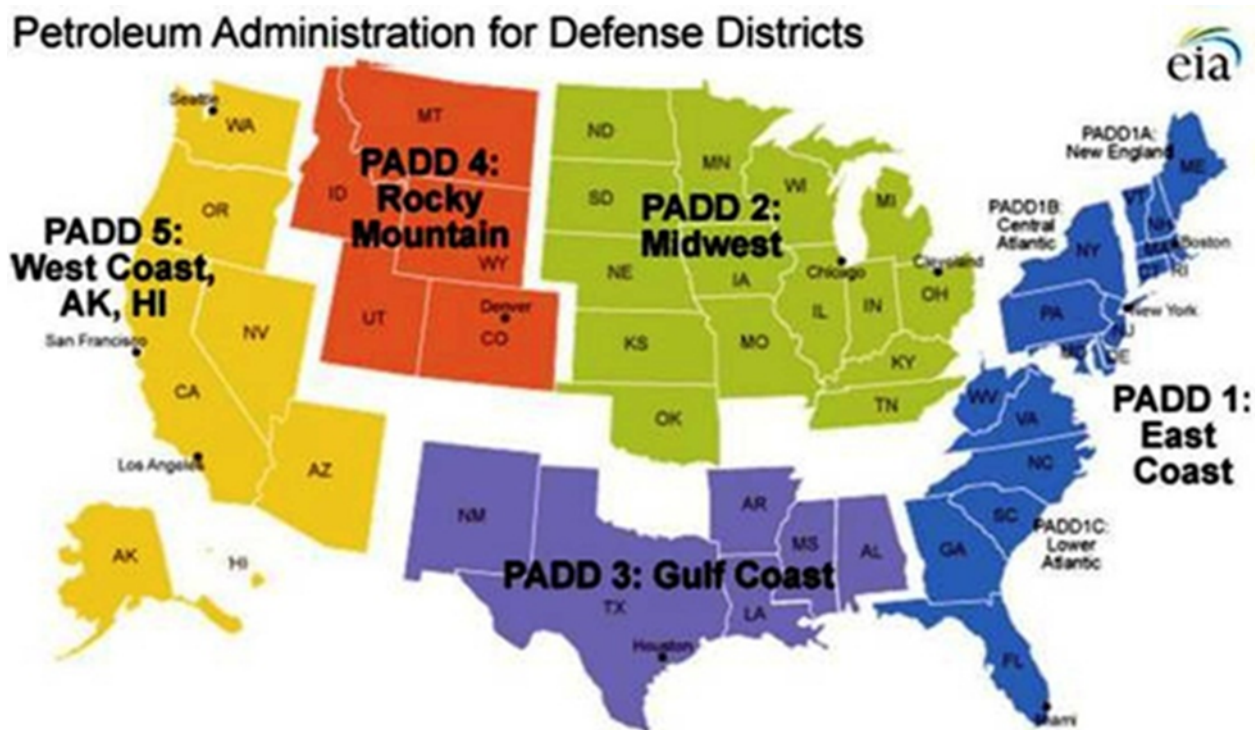 Petroleum Administration for Defense Districts
eia
Seattle
WA
OR
PADD 5:
West Coast,
AK, HI
San Francisco
NV
CA
Los Angeles
AZ
AK
HI
MT
PADD 4:
Rocky
Mountain
ID
WY
UT
Denver
CO
ND
MN
SD
WI
MI
PADD 2:
Midwest
NE
IA
Chicago
Cleveland
IL
IN
OH
KS
MO
KY
TN
OK
NM
AR
MS
AL
PADD 3: Gulf Coast
TX
LA
Houston
PADD1A:
New England
ME
VT
NH
PADD1B:
Central
Atlantic
NY
MA
Boston
CT
RI
PA
New York
NJ
MD
DE
PADD 1:
East
Coast
WV
VA
NC
SC
PADD1C:
Lower
Atlantic
GA
FL
Miami